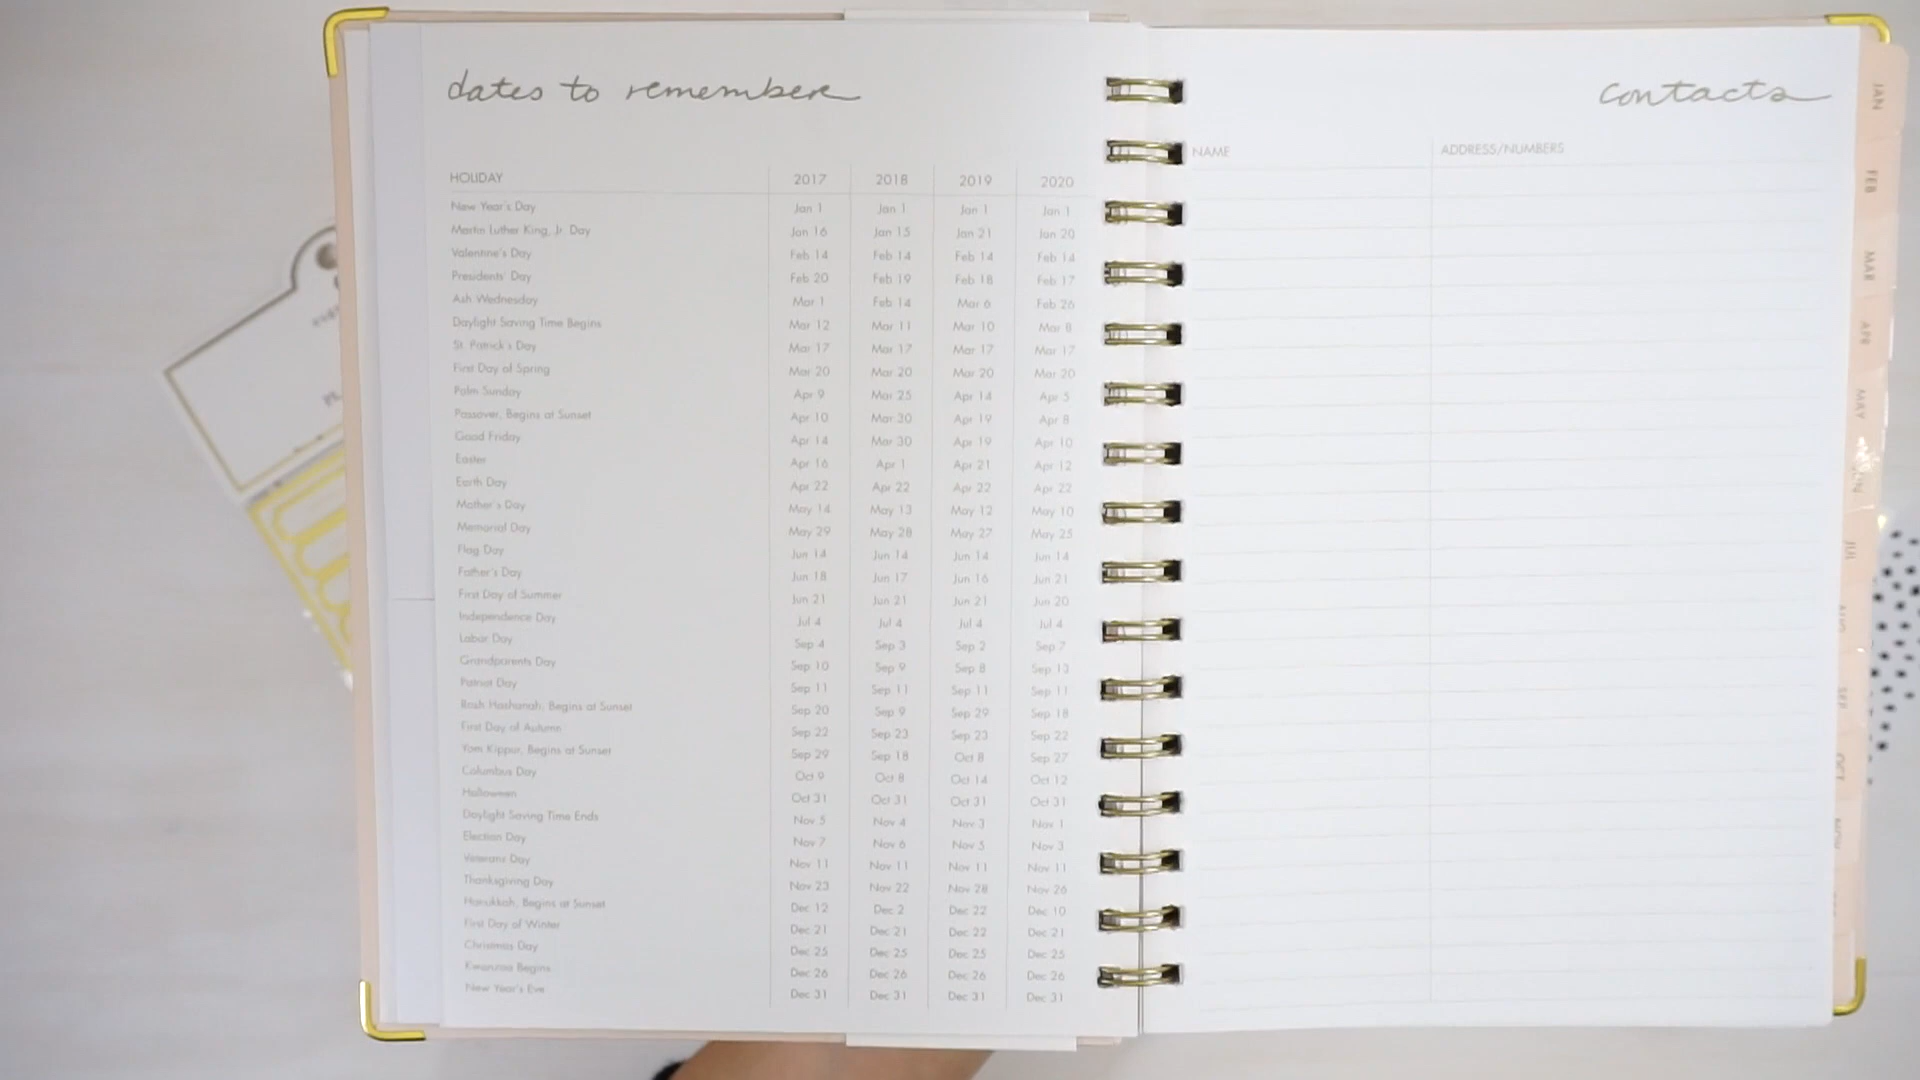 dates to remember
HOLIDAY 2017 2018 2019 2020
New Year's Day Jan 1 Jan 1 Jan 1 Jan 1
Martin Luther King, Jr. Day Jan 16 Jan 15 Jan 21 Jan 20
Valentine's Day Feb 14 Feb 14 Feb 14 Feb 14
Presidents' Day Feb 20 Feb 19 Feb 18 Feb 17
Ash Wednesday Mar 1 Feb 14 Mar 6 Feb 26
Daylight Saving Time Begins Mar 12 Mar 11 Mar 10 Mar 8
St. Patrick's Day Mar 17 Mar 17 Mar 17 Mar 17
First Day of Spring Mar 20 Mar 20 Mar 20 Mar 20
Palm Sunday Apr 9 Mar 25 Apr 14 Apr 5
Passover, Begins at Sunset Apr 10 Mar 30 Apr 19 Apr 8
Good Friday Apr 14 Mar 30 Apr 19 Apr 10
Easter Apr 16 Apr 1 Apr 21 Apr 12
Earth Day Apr 22 Apr 22 Apr 22 Apr 22
Mother's Day May 14 May 13 May 12 May 10
Memorial Day May 29 May 28 May 27 May 25
Flag Day Jun 14 Jun 14 Jun 14 Jun 14
Father's Day Jun 18 Jun 17 Jun 16 Jun 21
First Day of Summer Jun 21 Jun 21 Jun 21 Jun 20
Independence Day Jul 4 Jul 4 Jul 4 Jul 4
Labor Day Sep 4 Sep 3 Sep 2 Sep 7
Grandparents Day Sep 10 Sep 9 Sep 8 Sep 13
Patriot Day Sep 11 Sep 11 Sep 11 Sep 11
Rosh Hashanah, Begins at Sunset Sep 20 Sep 9 Sep 29 Sep 18
First Day of Autumn Sep 22 Sep 23 Sep 23 Sep 22
Yom Kippur, Begins at Sunset Sep 29 Sep 18 Oct 8 Sep 27
Columbus Day Oct 9 Oct 8 Oct 14 Oct 12
Halloween Oct 31 Oct 31 Oct 31 Oct 31
Daylight Saving Time Ends Nov 5 Nov 4 Nov 3 Nov 1
Election Day Nov 7 Nov 6 Nov 5 Nov 3
Veterans Day Nov 11 Nov 11 Nov 11 Nov 11
Thanksgiving Day Nov 23 Nov 22 Nov 28 Nov 26
Hanukkah, Begins at Sunset Dec 12 Dec 2 Dec 22 Dec 10
First Day of Winter Dec 21 Dec 21 Dec 22 Dec 21
Christmas Day Dec 25 Dec 25 Dec 25 Dec 25
Kwanzaa Begins Dec 26 Dec 26 Dec 26 Dec 26
New Year's Eve Dec 31 Dec 31 Dec 31 Dec 31
contacts
NAME ADDRESS/NUMBERS
JAN
FEB
MAR
APR
MAY
JUN
JUL
AUG
SEP
OCT
NOV